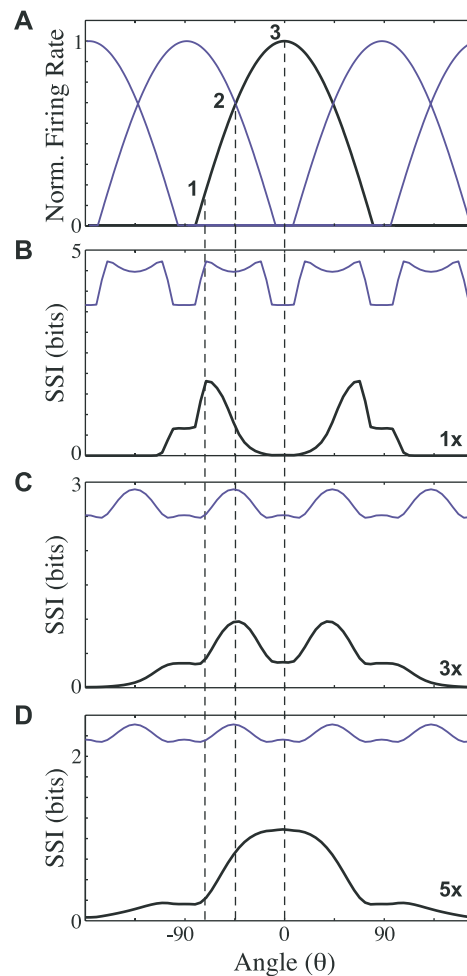 A
Norm. Firing Rate
1
0
1
2
3
B
SSI (bits)
5
0
1x
C
SSI (bits)
3
0
3x
D
SSI (bits)
2
0
5x
-90
0
90
Angle (θ)